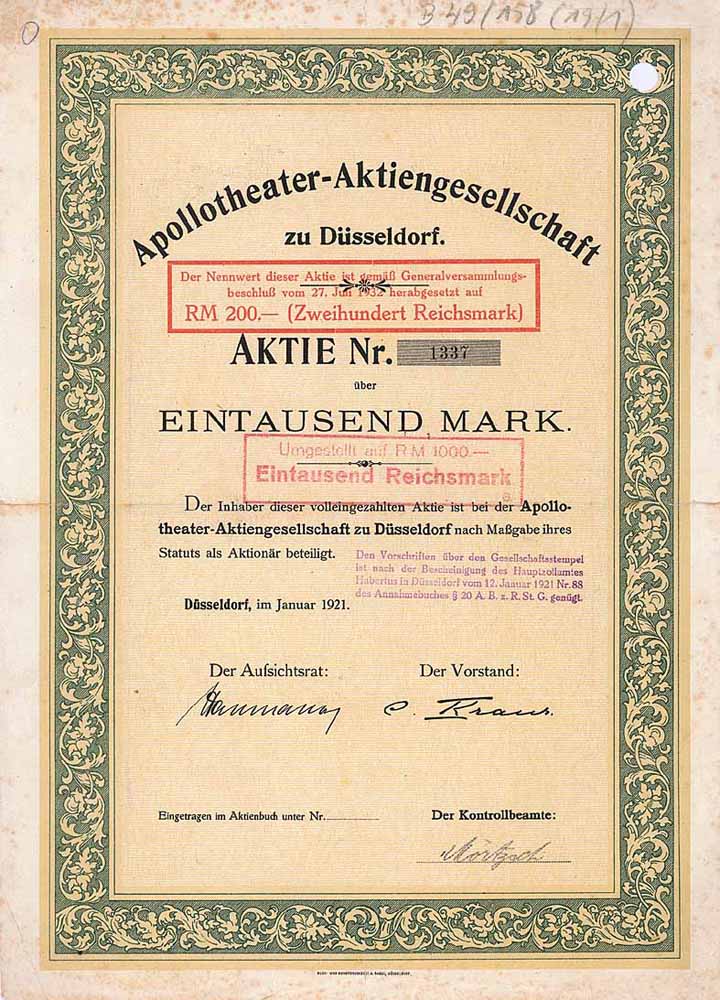 B 49/158 (19/1)
Apollotheater-Aktiengesellschaft
zu Düsseldorf.
Der Nennwert dieser Aktie ist gemäß Generalversammlungs-
beschluß vom 27. Juli 1932 herabgesetzt auf
RM 200.— (Zweihundert Reichsmark)
AKTIE Nr. 1337
über
EINTAUSEND MARK.
Umgestellt auf RM 1000.—
Eintausend Reichsmark
Der Inhaber dieser volleingezahlten Aktie ist bei der Apollo-
theater-Aktiengesellschaft zu Düsseldorf nach Maßgabe ihres
Statuts als Aktionär beteiligt.
Den Vorschriften über den Gesellschaftsstempel
ist nach der Bescheinigung des Hauptzollamtes
Habertus in Düsseldorf vom 12. Januar 1921 Nr. 88
des Annahmebuches § 20 A. B. z. R. St. G. genügt.
Düsseldorf, im Januar 1921.
Der Aufsichtsrat:
Der Vorstand:
C. Kraus.
Eingetragen im Aktienbuch unter Nr.
Der Kontrollbeamte: